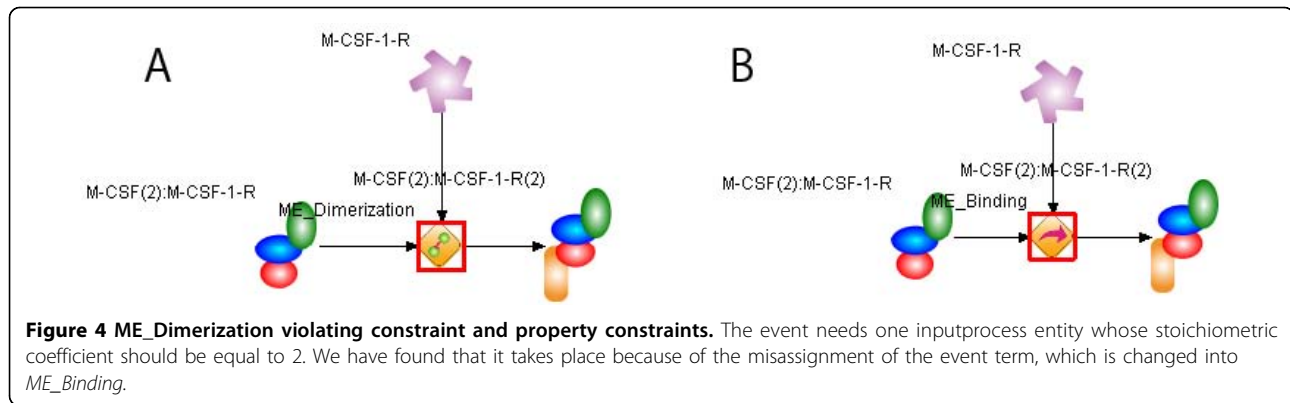 A
M-CSF-1-R
M-CSF(2):M-CSF-1-R
M-CSF(2):M-CSF-1-R(2)
ME_Dimerization
B
M-CSF-1-R
M-CSF(2):M-CSF-1-R
M-CSF(2):M-CSF-1-R(2)
ME_Binding
Figure 4 ME_Dimerization violating constraint and property constraints. The event needs one inputprocess entity whose stoichiometric
coefficient should be equal to 2. We have found that it takes place because of the misassignment of the event term, which is changed into
ME_Binding.